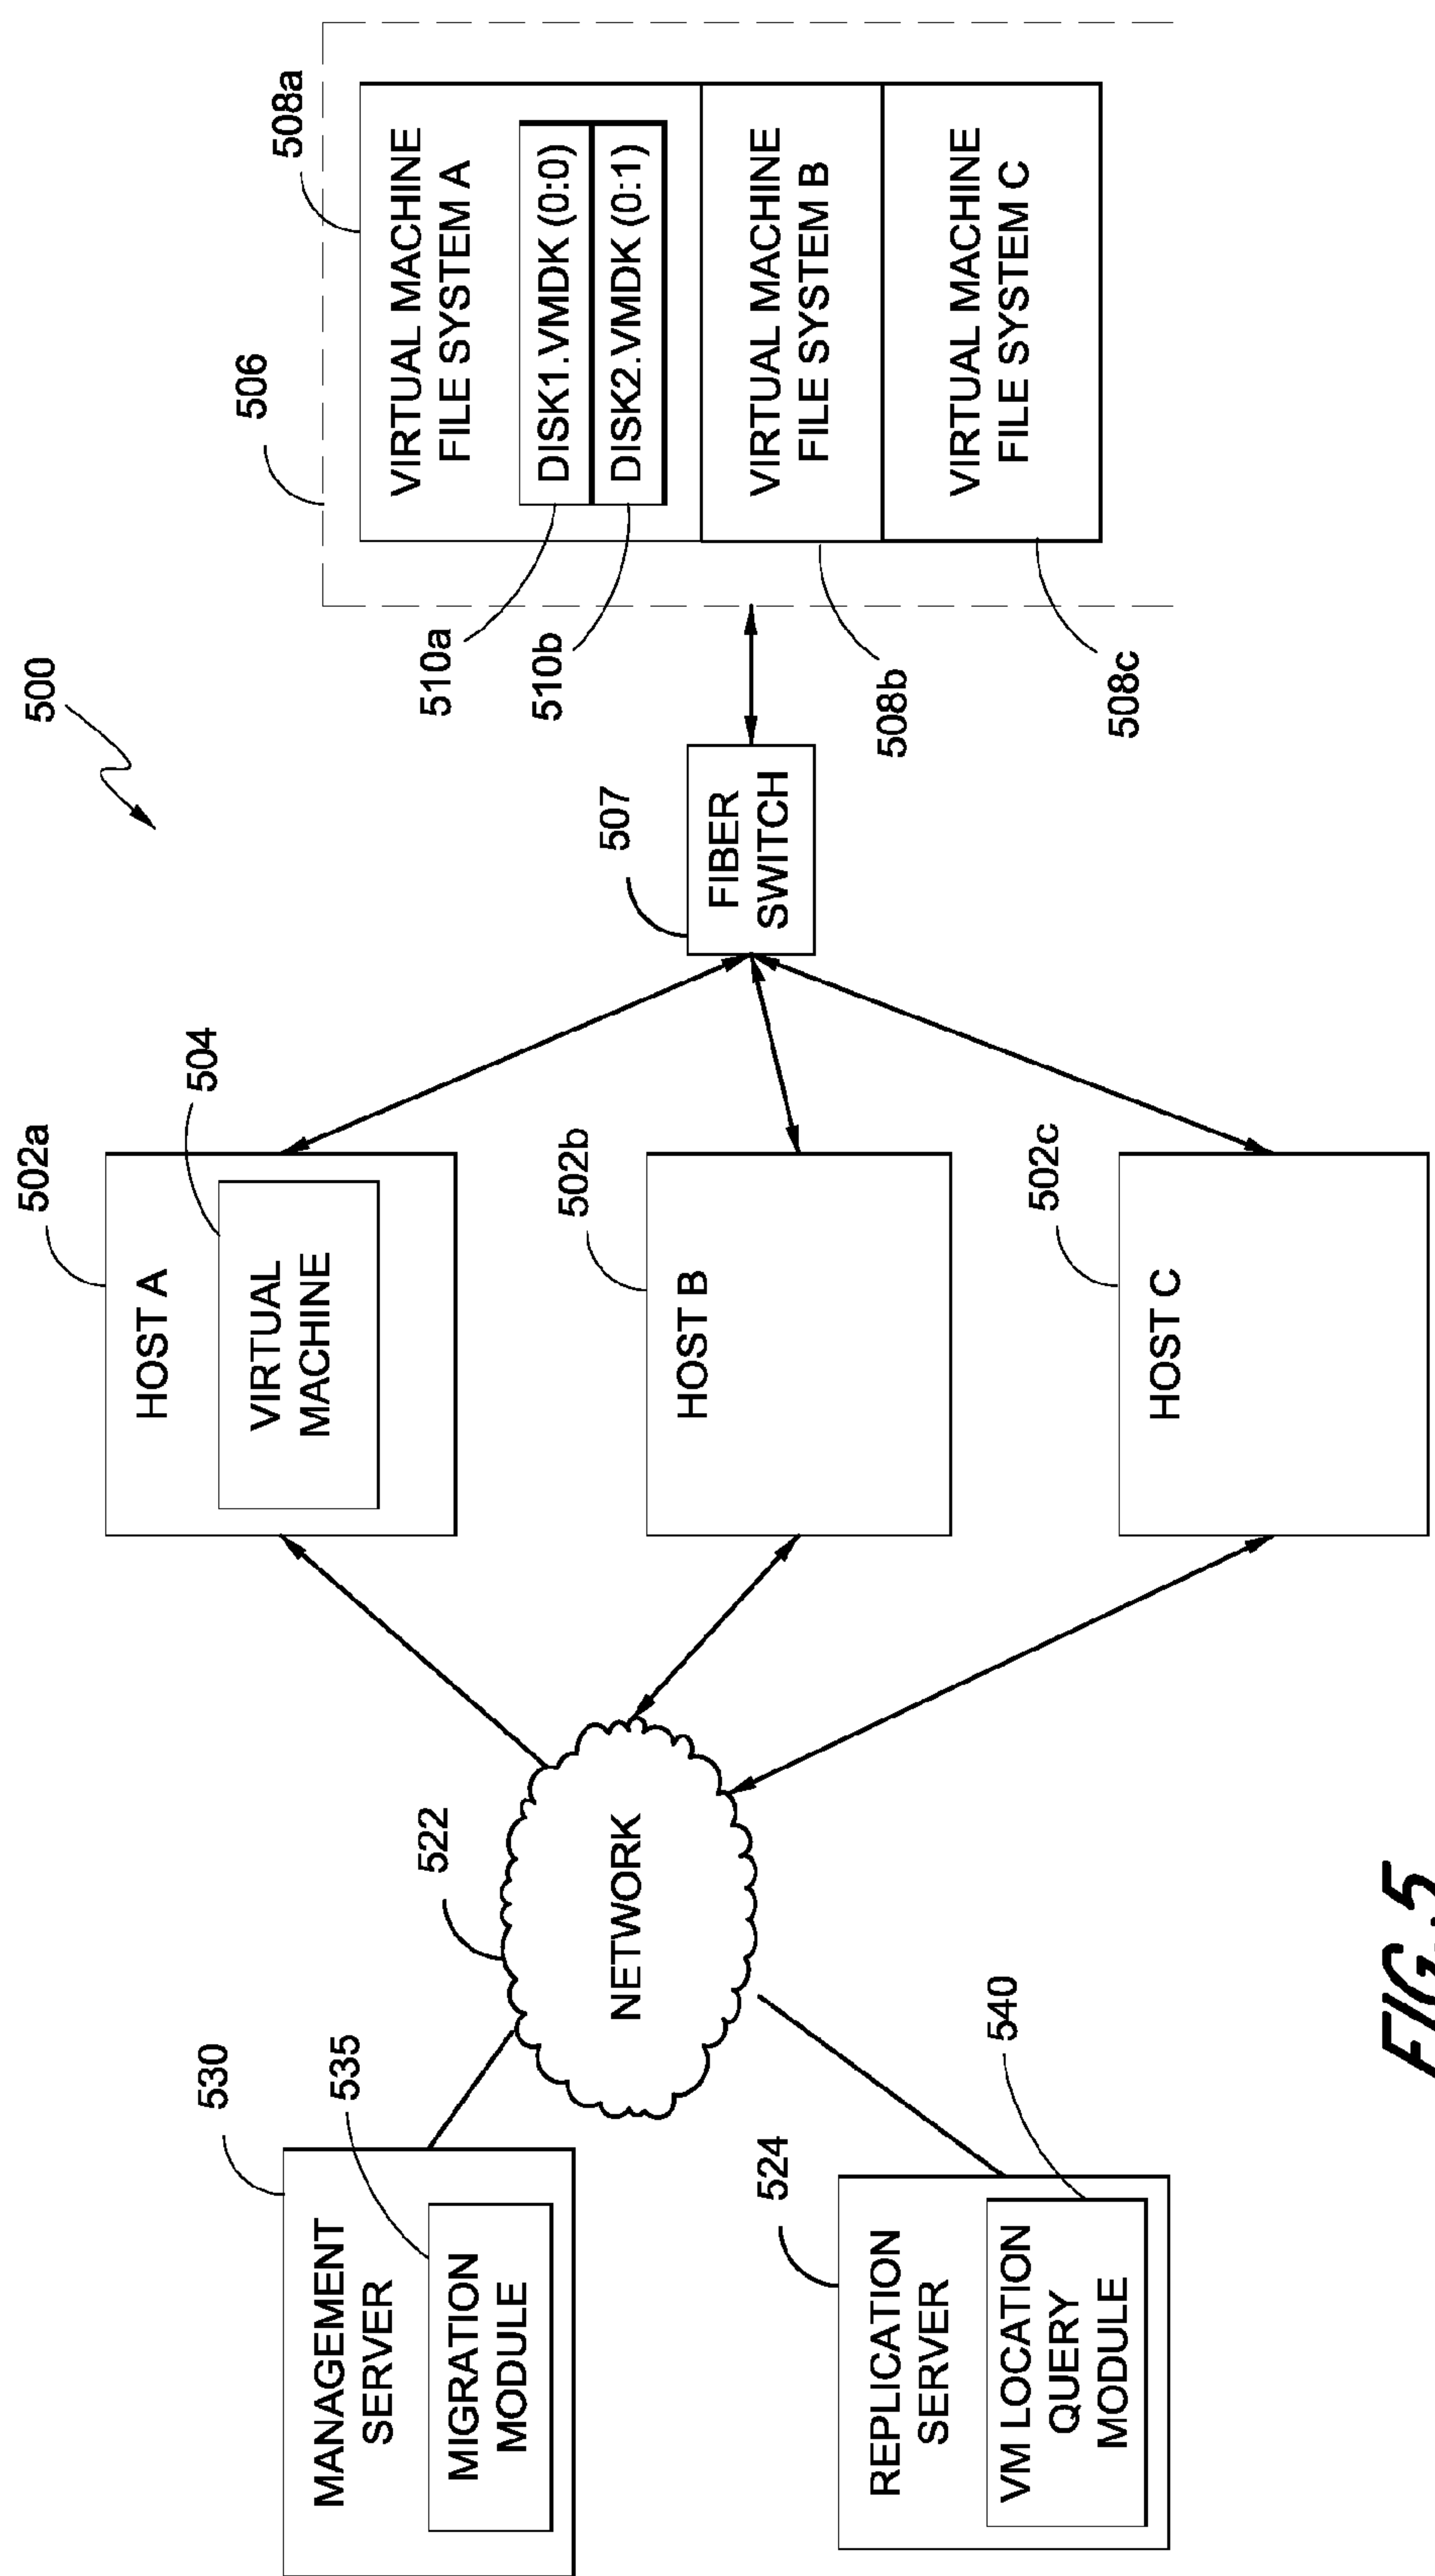 500
530
MANAGEMENT
SERVER
535
MIGRATION
MODULE
524
REPLICATION
SERVER
540
VM LOCATION
QUERY
MODULE
522
NETWORK
502a
HOST A
504
VIRTUAL
MACHINE
502b
HOST B
502c
HOST C
507
FIBER
SWITCH
506
508a
VIRTUAL MACHINE
FILE SYSTEM A
DISK1.VMDK (0:0)
DISK2.VMDK (0:1)
510a
510b
VIRTUAL MACHINE
FILE SYSTEM B
508b
VIRTUAL MACHINE
FILE SYSTEM C
508c
FIG.5